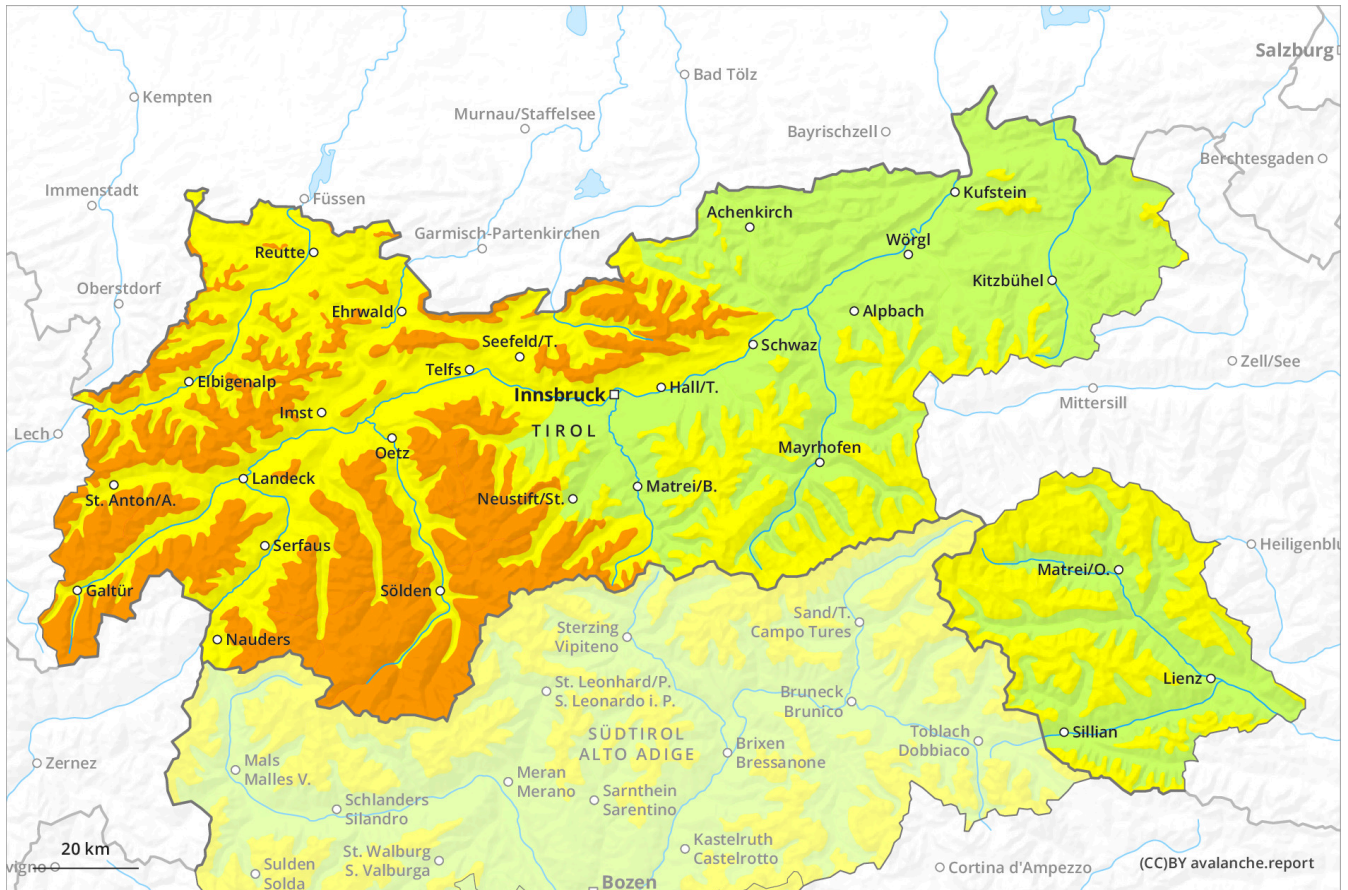 Salzburg
Bad Tölz
Kempten
Murnau/Staffelsee
Bayrischzell
Berchtesgaden
Immenstadt
Füssen
Kufstein
Achenkirch
Garmisch-Partenkirchen
Wörgl
Reutte
Kitzbühel
Oberstdorf
Ehrwald
Alpbach
Seefeld/T.
Schwaz
Zell/See
Telfs
Elbigenalp
Hall/T.
Innsbruck
Mittersill
Imst
TIROL
Lech
Oetz
Mayrhofen
Landeck
St. Anton/A.
Neustift/St.
Matrei/B.
Serfaus
Heiligenblu
Matrei/O.
Galtür
Sölden
Sand/T.
Campo Tures
Sterzing
Vipiteno
Nauders
Lienz
St. Leonhard/P.
S. Leonardo i. P.
Bruneck
Brunico
Sillian
SÜDTIROL
ALTO ADIGE
Toblach
Dobbiaco
Brixen
Bressanone
Zernez
Mals
Malles V.
Meran
Merano
Schlanders
Silandro
Sarnthein
Sarentino
20 km
St. Walburg
S. Valburga
Kastelruth
Castelrotto
vigno
Sulden
Solda
Cortina d'Ampezzo
(CC)BY avalanche.report
Bozen